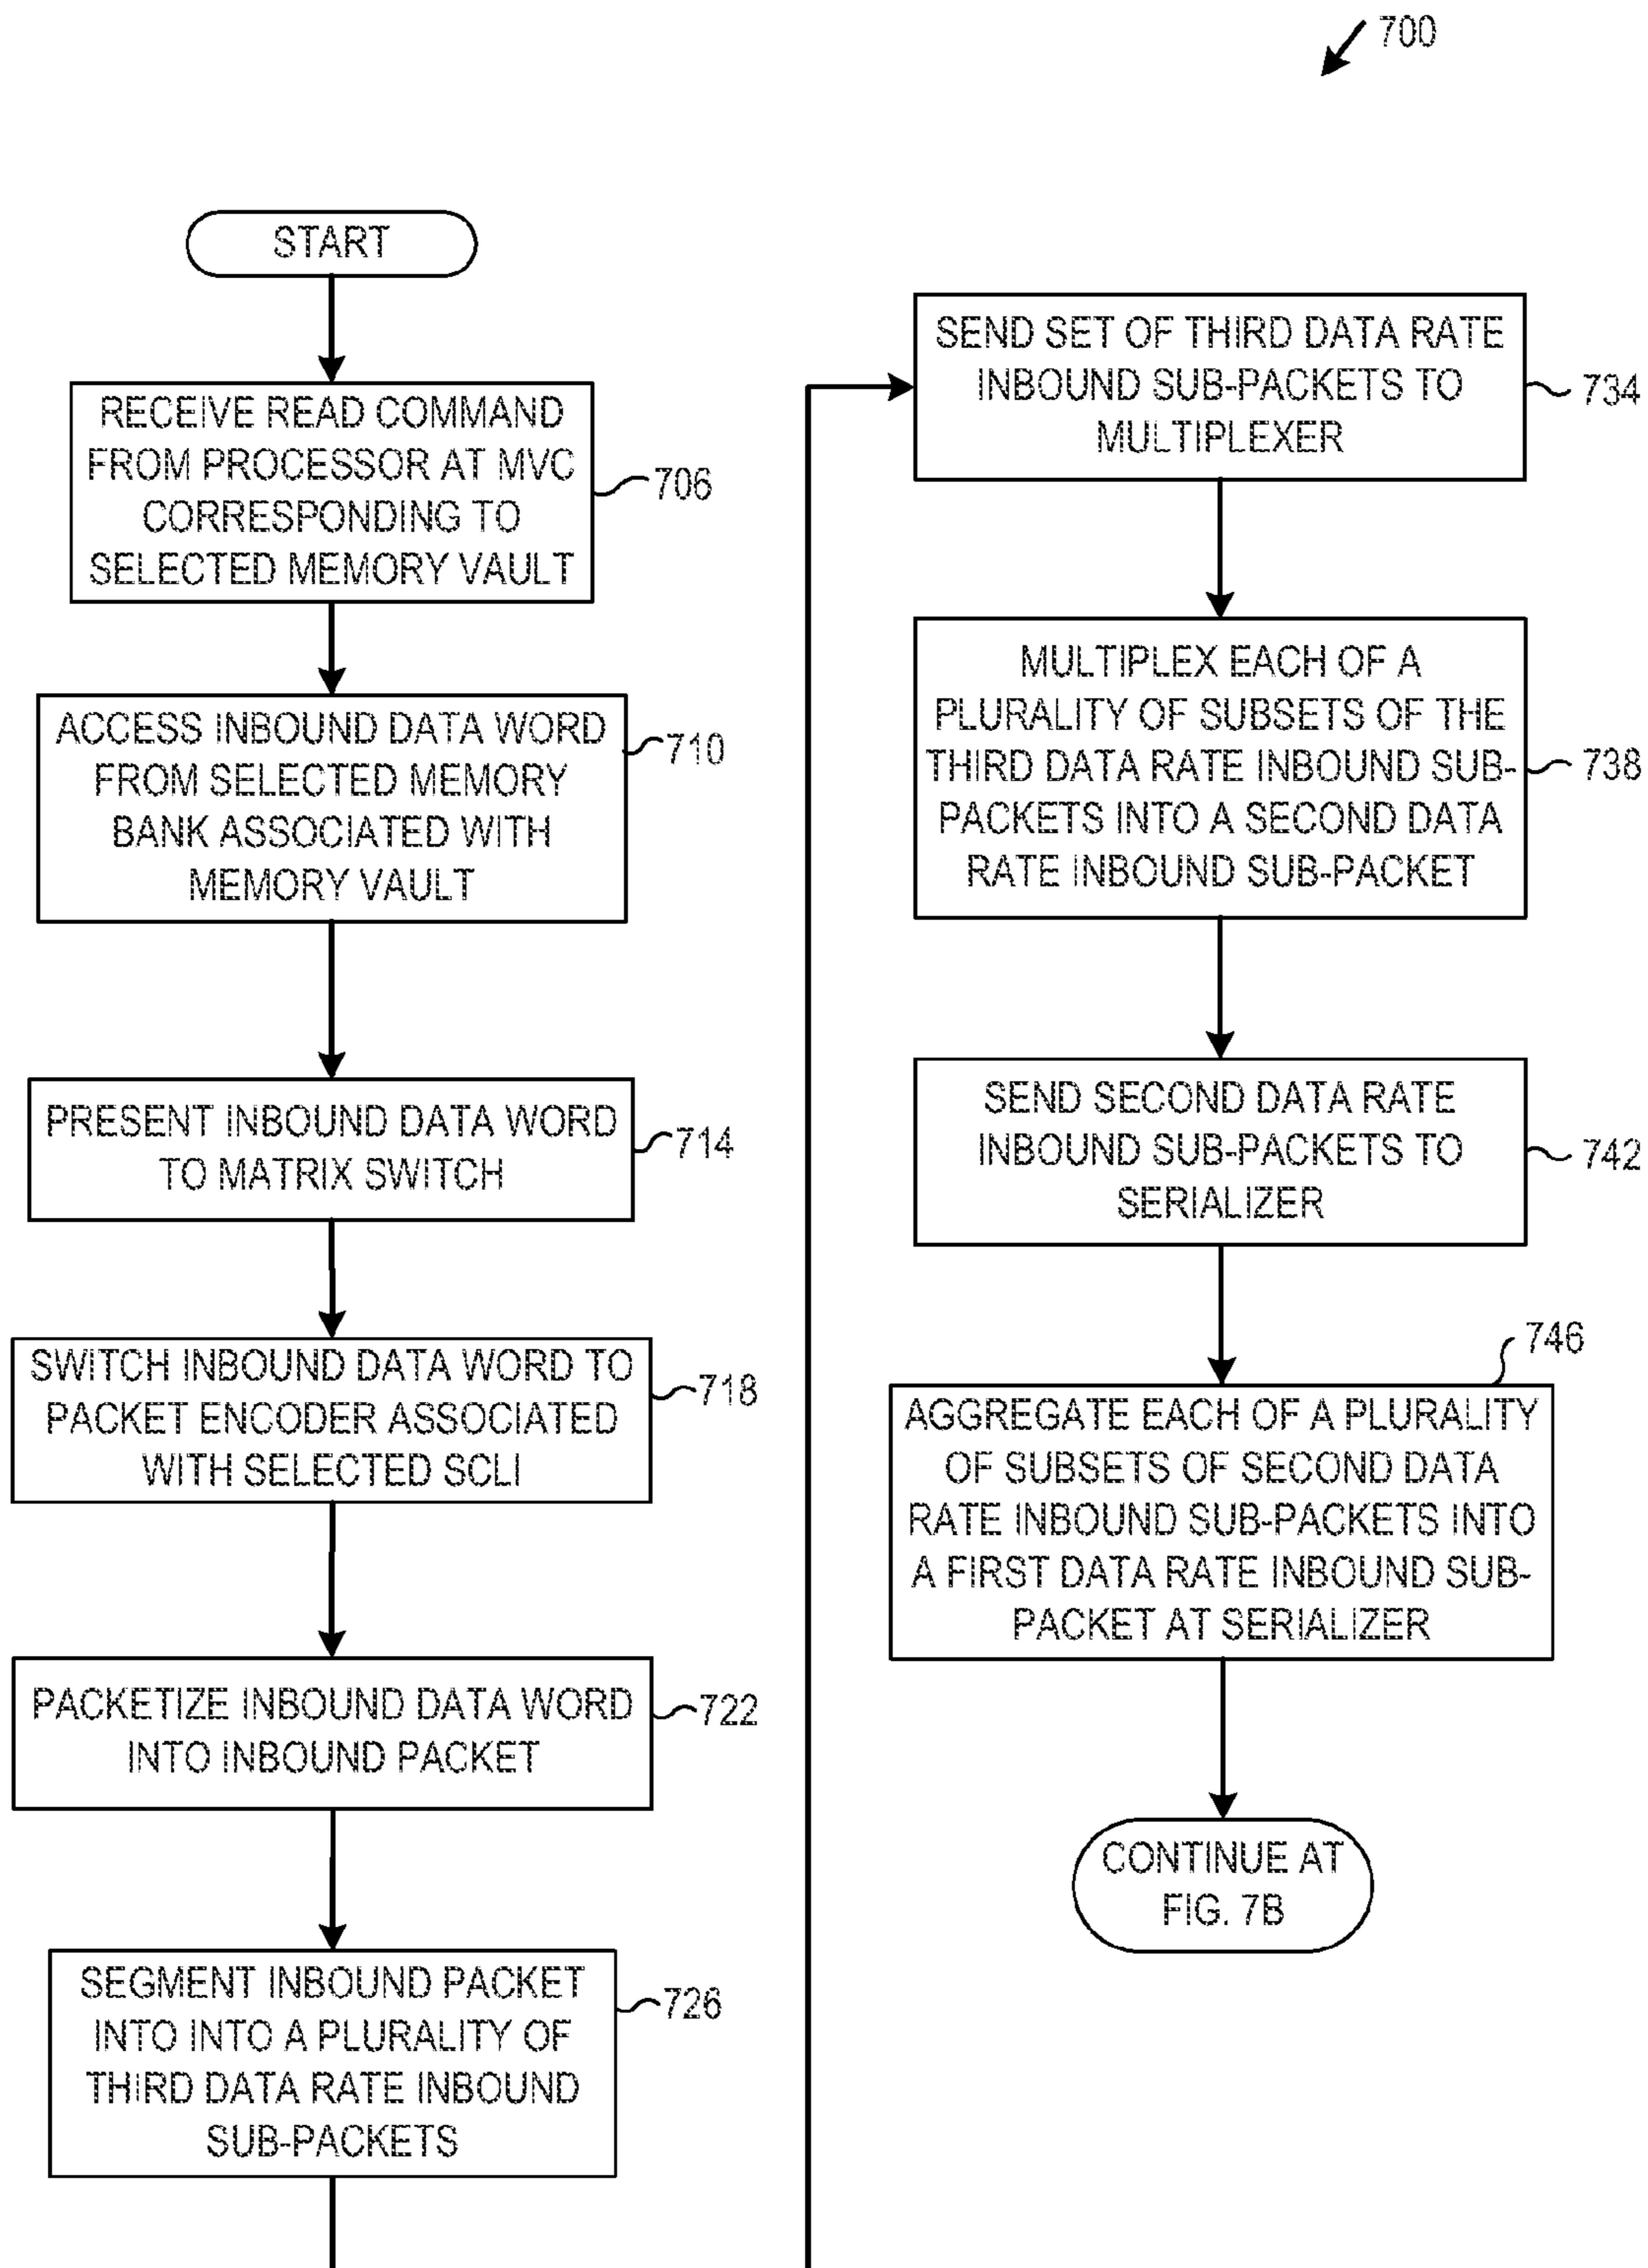 700
START
RECEIVE READ COMMAND
FROM PROCESSOR AT MVC
CORRESPONDING TO
SELECTED MEMORY VAULT
706
ACCESS INBOUND DATA WORD
FROM SELECTED MEMORY
BANK ASSOCIATED WITH
MEMORY VAULT
710
PRESENT INBOUND DATA WORD
TO MATRIX SWITCH
714
SWITCH INBOUND DATA WORD TO
PACKET ENCODER ASSOCIATED
WITH SELECTED SCLI
718
PACKETIZE INBOUND DATA WORD
INTO INBOUND PACKET
722
SEGMENT INBOUND PACKET
INTO INTO A PLURALITY OF
THIRD DATA RATE INBOUND
SUB-PACKETS
726
SEND SET OF THIRD DATA RATE
INBOUND SUB-PACKETS TO
MULTIPLEXER
734
MULTIPLEX EACH OF A
PLURALITY OF SUBSETS OF THE
THIRD DATA RATE INBOUND SUB-
PACKETS INTO A SECOND DATA
RATE INBOUND SUB-PACKET
738
SEND SECOND DATA RATE
INBOUND SUB-PACKETS TO
SERIALIZER
742
746
AGGREGATE EACH OF A PLURALITY
OF SUBSETS OF SECOND DATA
RATE INBOUND SUB-PACKETS INTO
A FIRST DATA RATE INBOUND SUB-
PACKET AT SERIALIZER
CONTINUE AT
FIG. 7B